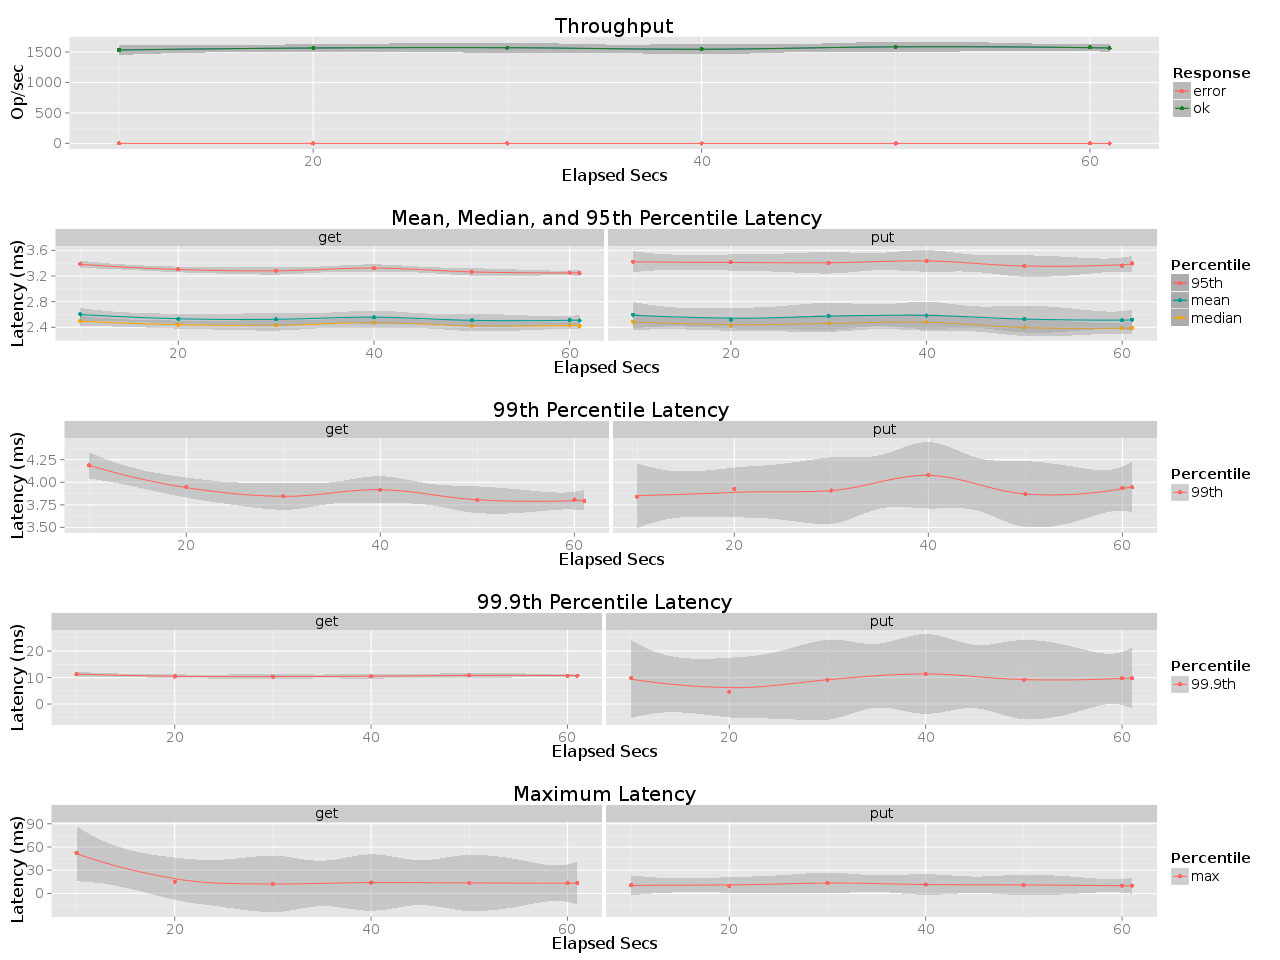 Throughput
1500
1000
500
0
Op/sec
20 40 60
Elapsed Secs
Response
error
ok
Mean, Median, and 95th Percentile Latency
get put
3.6
3.2
2.8
2.4
Latency (ms)
20 40 60 20 40 60
Elapsed Secs
Percentile
95th
mean
median
99th Percentile Latency
get put
4.25
4.00
3.75
3.50
Latency (ms)
20 40 60 20 40 60
Elapsed Secs
Percentile
99th
99.9th Percentile Latency
get put
20
10
0
Latency (ms)
20 40 60 20 40 60
Elapsed Secs
Percentile
99.9th
Maximum Latency
get put
90
60
30
0
Latency (ms)
20 40 60 20 40 60
Elapsed Secs
Percentile
max